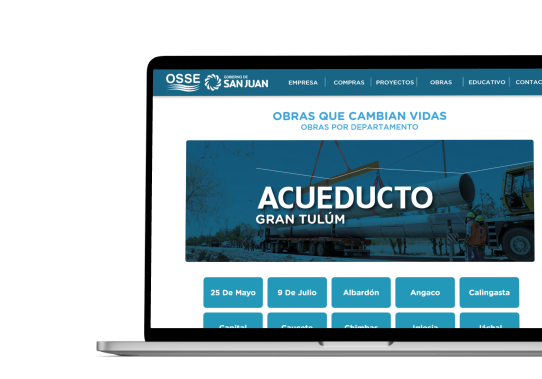 OSSE
GOBIERNO DE
SAN JUAN
EMPRESA
COMPRAS
PROYECTOS
OBRAS
EDUCATIVO
CONTAC
OBRAS QUE CAMBIAN VIDAS
OBRAS POR DEPARTAMENTO
ACUEDUCTO
GRAN TULÚM
25 De Mayo
9 De Julio
Albardón
Angaco
Calingasta
Capital
Caucete
Chimbas
Iglesia
Jáchal